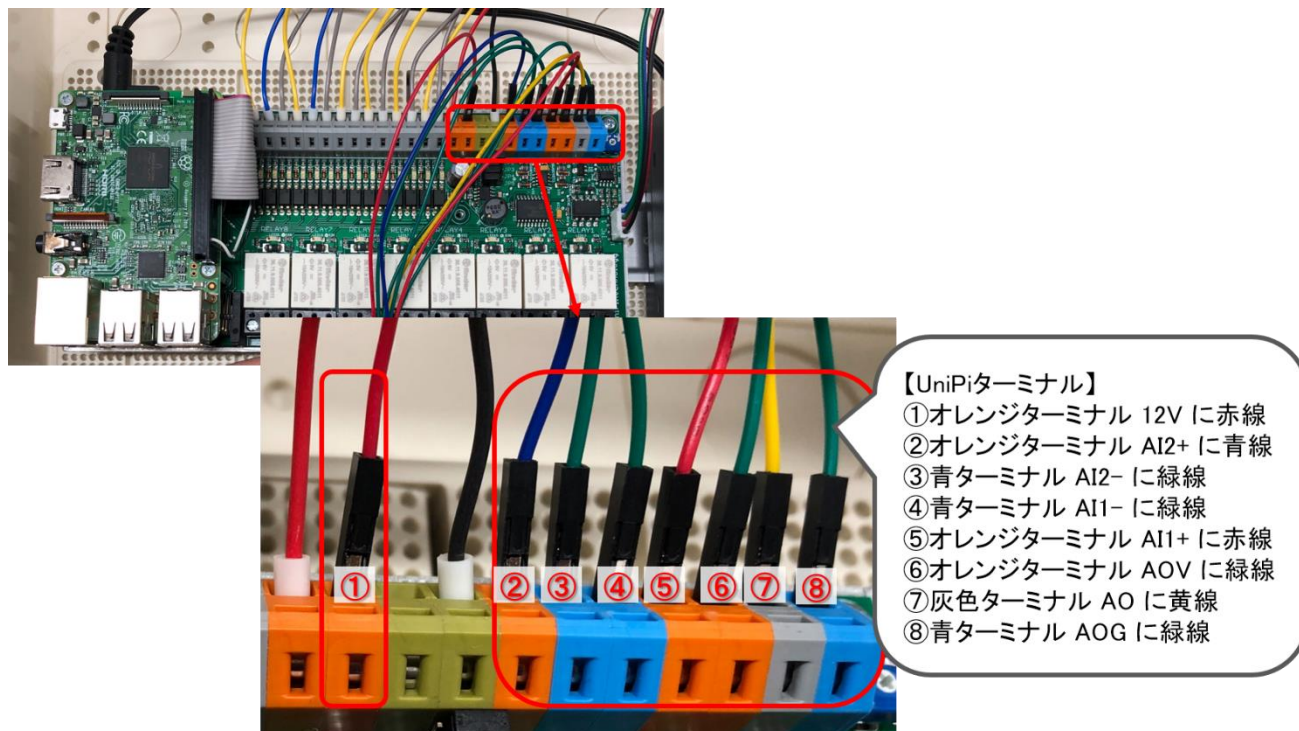 HDMI
RELAY8
RELAY7
RELAY4
RELAY3
RELAY1
①
②
③
④
⑤
⑥
⑦
⑧
【UniPiターミナル】
①オレンジターミナル 12V に赤線
②オレンジターミナル AI2+ に青線
③青ターミナル AI2- に緑線
④青ターミナル AI1- に緑線
⑤オレンジターミナル AI1+ に赤線
⑥オレンジターミナル AOV に緑線
⑦灰色ターミナル AO に黄線
⑧青ターミナル AOG に緑線